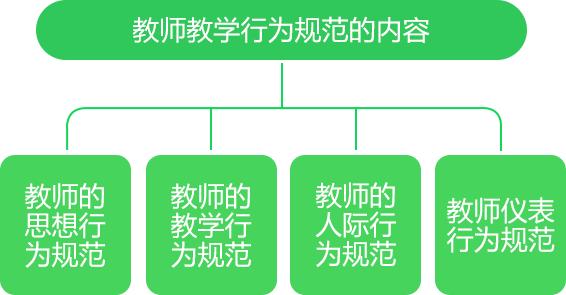 教师教学行为规范的内容
教师的
思想行
为规范
教师的
教学行
为规范
教师的
人际行
为规范
教师仪表
行为规范